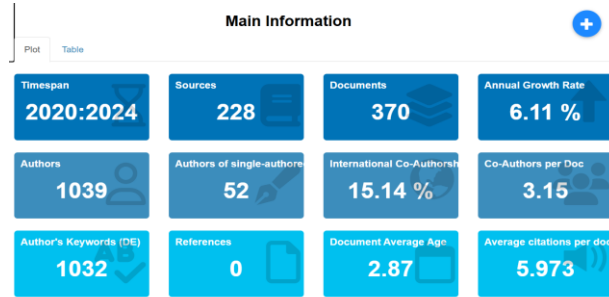 Main Information
+
Plot Table
Timespan Sources Documents Annual Growth Rate
2020:2024 228 370 6.11 %
Authors Authors of single-authore International Co-Authorsh Co-Authors per Doc
1039 52 15.14 % 3.15
Author's Keywords (DE) References Document Average Age Average citations per doc
1032 0 2.87 5.973